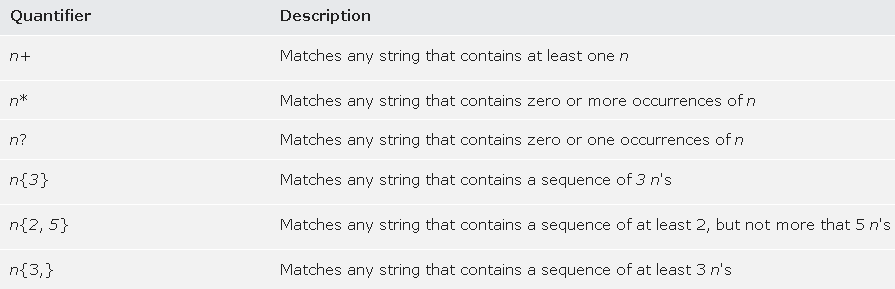 Quantifier Description
n+ Matches any string that contains at least one n
n* Matches any string that contains zero or more occurrences of n
n? Matches any string that contains zero or one occurrences of n
n{3} Matches any string that contains a sequence of 3 n's
n{2, 5} Matches any string that contains a sequence of at least 2, but not more that 5 n's
n{3,} Matches any string that contains a sequence of at least 3 n's